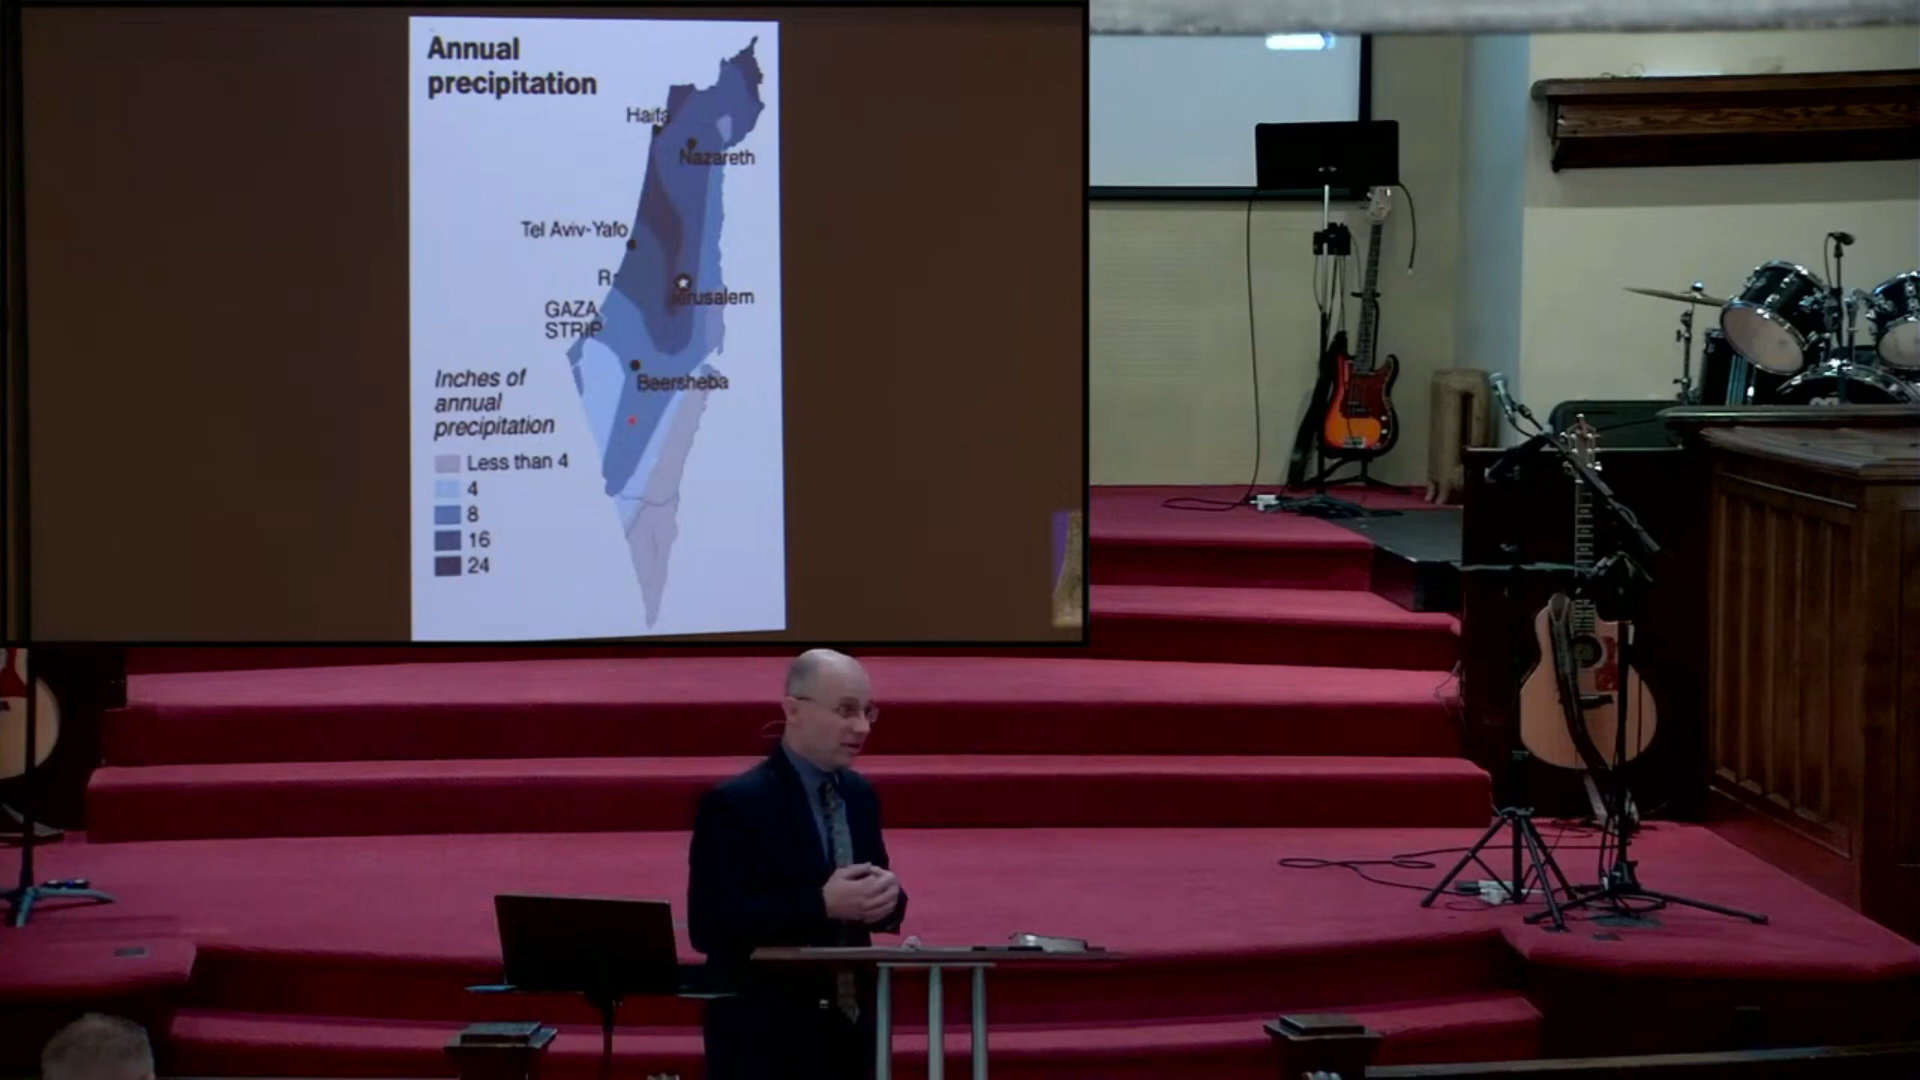 Annual
precipitation
Haifa
Nazareth
Tel Aviv-Yafo
Jerusalem
GAZA
STRIP
Beersheba
Inches of
annual
precipitation
Less than 4
4
8
16
24